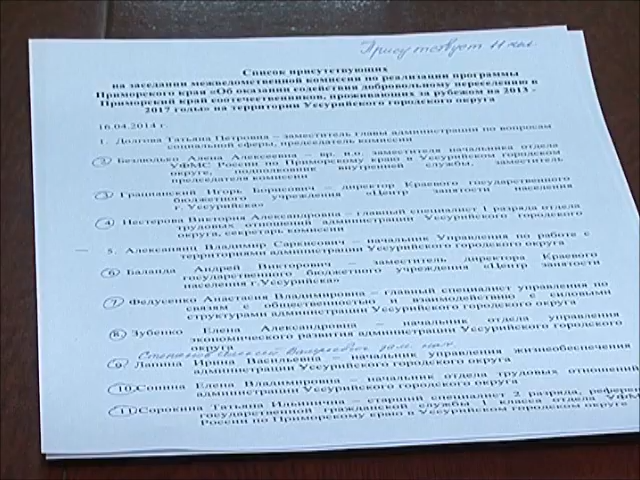 Присутствует 11 чел.
Список присутствующих
на заседании межведомственной комиссии по реализации программы
Приморского края «Об оказании содействия добровольному переселению в
Приморский край соотечественников, проживающих за рубежом на 2013 -
2017 годы» на территории Уссурийского городского округа
16.04.2014 г.
1. Долгова Татьяна Петровна – заместитель главы администрации по вопросам
социальной сферы, председатель комиссии
2 Безлюдько Алена Алексеевна – вр. и.о. заместителя начальника отдела
УФМС России по Приморскому краю в Уссурийском городском
округе, подполковник внутренней службы, заместитель
председателя комиссии
3 Грацианский Игорь Борисович – директор Краевого государственного
бюджетного учреждения «Центр занятости населения
г. Уссурийска»
4 Нестерова Виктория Александровна – главный специалист 1 разряда отдела
трудовых отношений администрации Уссурийского городского
округа, секретарь комиссии
5. Алексанянц Владимир Саркисович – начальник Управления по работе с
территориями администрации Уссурийского городского округа
6 Баланда Андрей Викторович – заместитель директора Краевого
государственного бюджетного учреждения «Центр занятости
населения г.Уссурийска»
7 Федусенко Анастасия Владимировна – главный специалист управления по
связям с общественностью и взаимодействию с силовыми
структурами администрации Уссурийского городского округа
8 Зубенко Елена Александровна – начальник отдела управления
экономического развития администрации Уссурийского городского
округа
Степанов Алексей Валерьевич зам. нач.
9 Лапина Ирина Васильевна – начальник управления жизнеобеспечения
администрации Уссурийского городского округа
10. Сонина Елена Владимировна – начальник отдела трудовых отношений
администрации Уссурийского городского округа
11. Сорокина Татьяна Ильинична – старший специалист 2 разряда, рефере
государственной гражданской службы 1 класса отдела УФМ
России по Приморскому краю в Уссурийском городском округе